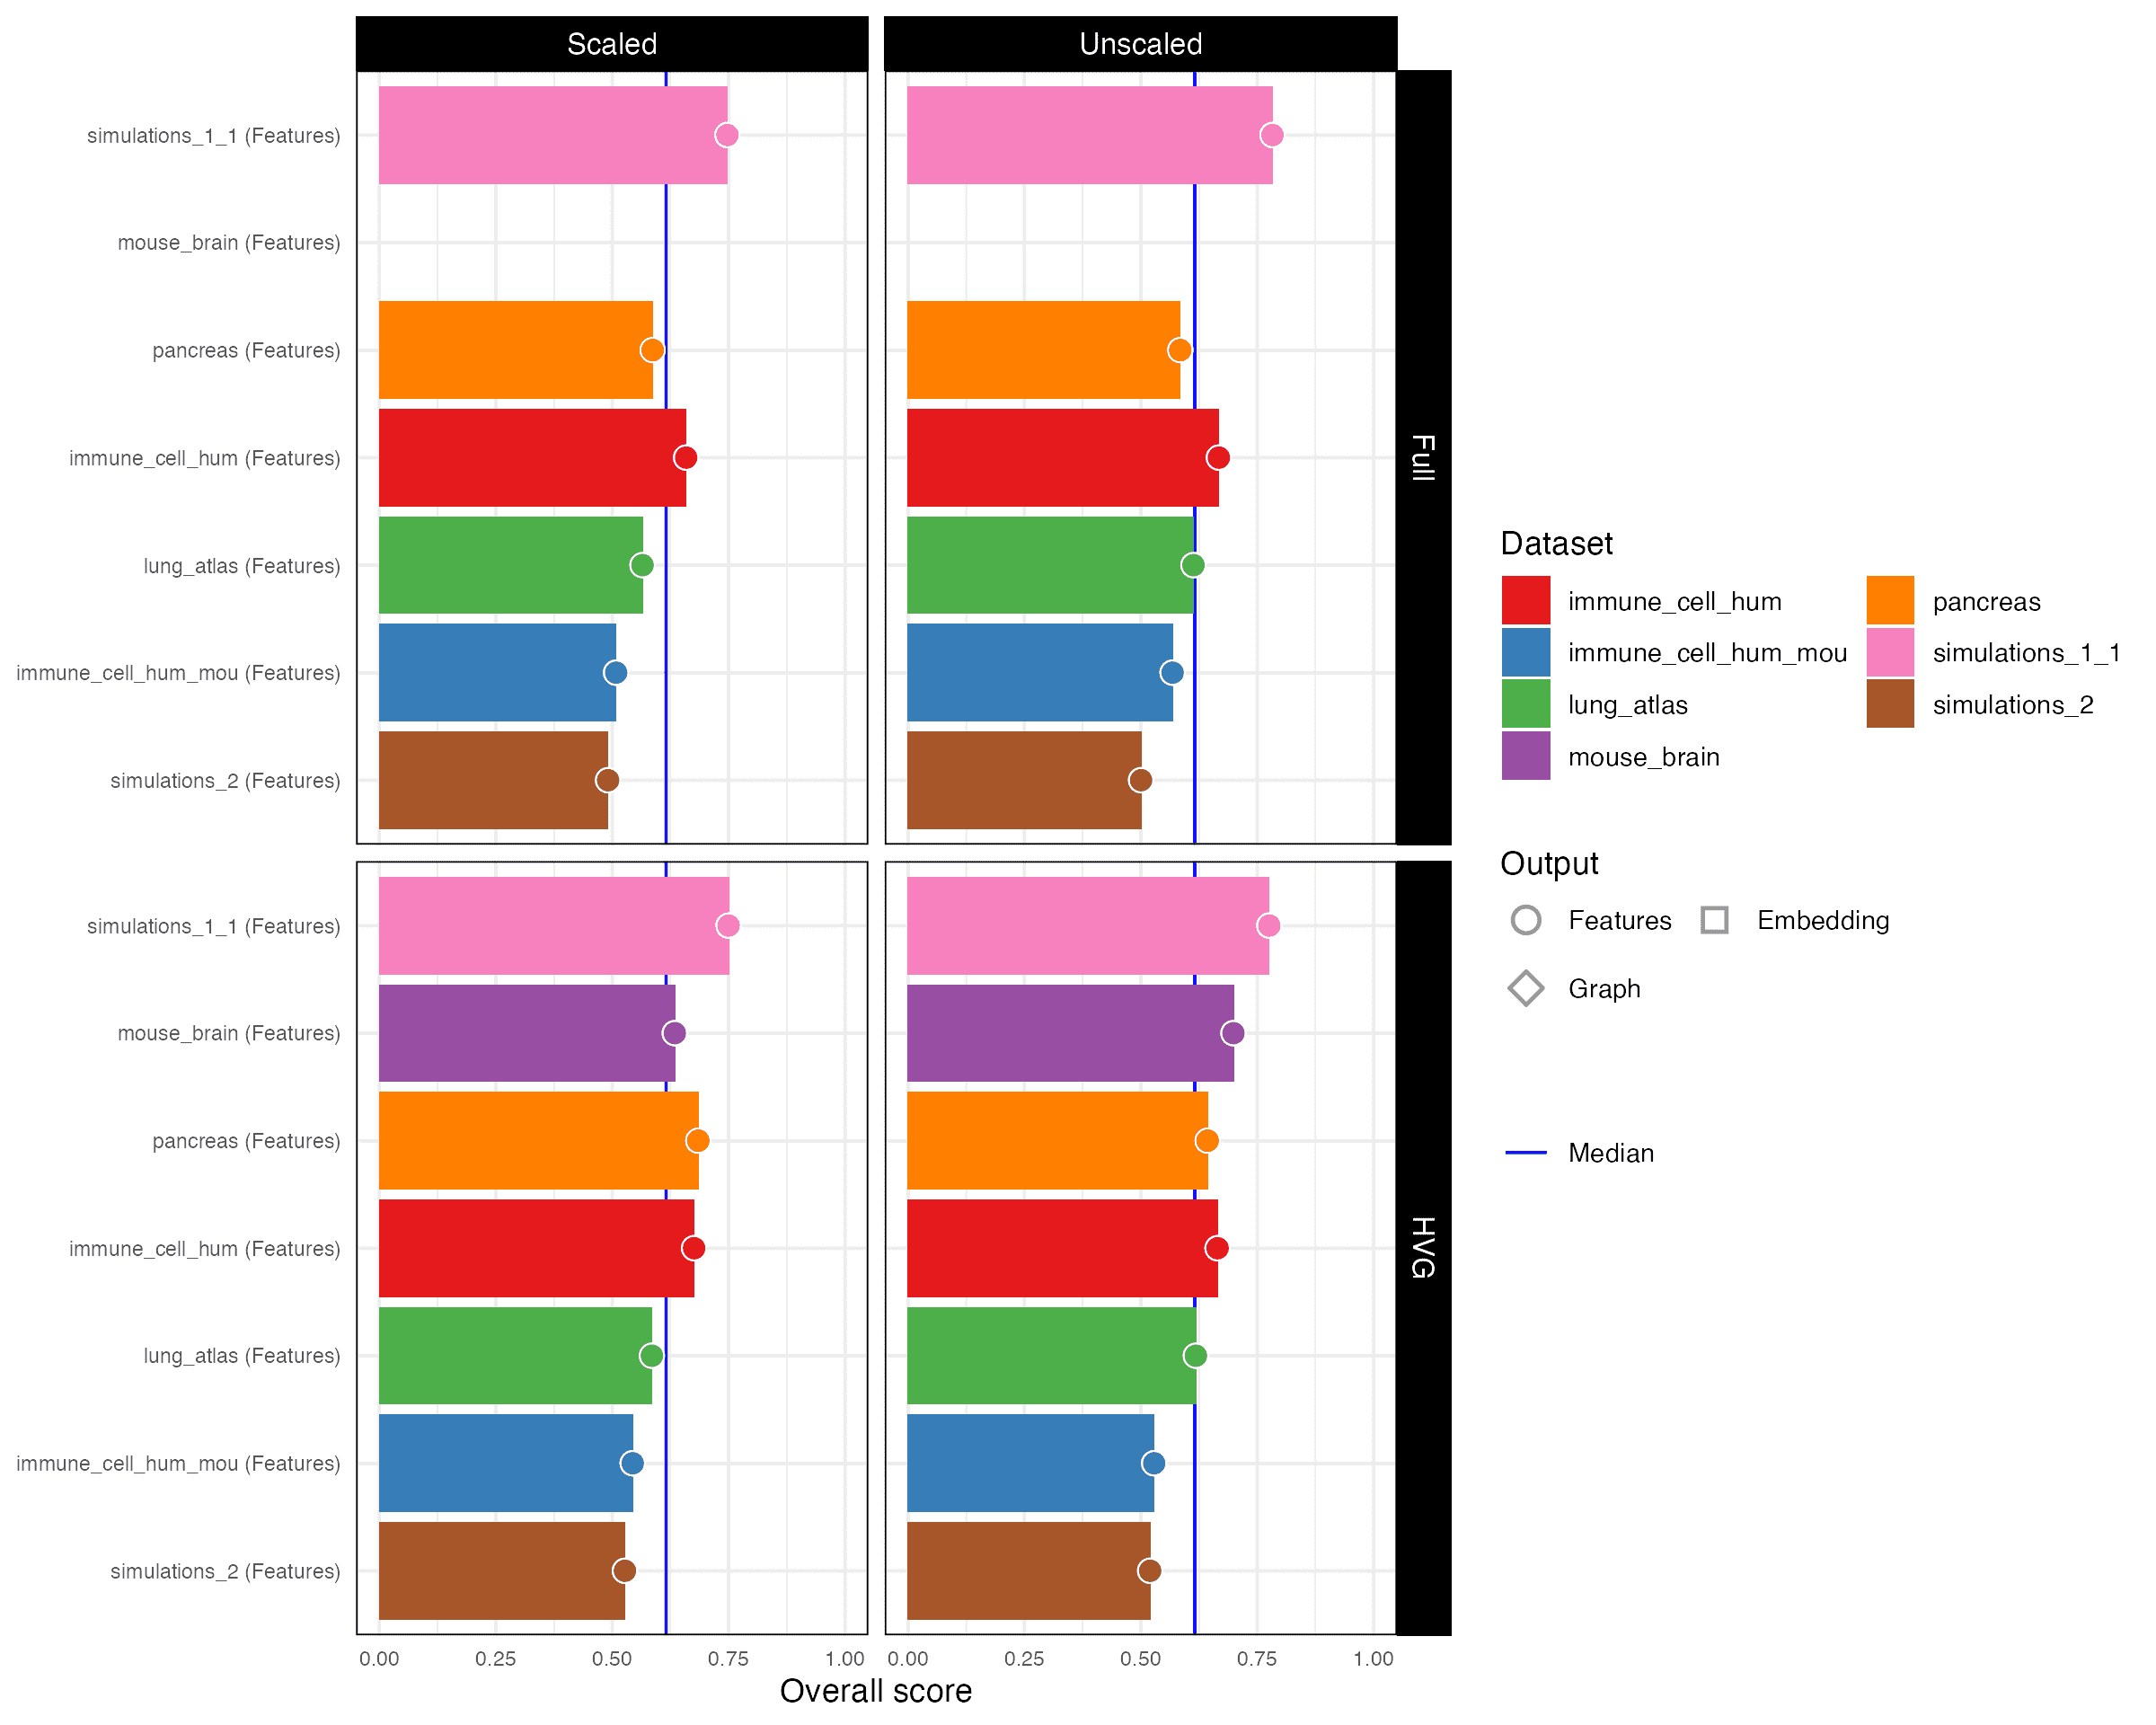 Scaled
Unscaled
simulations_1_1 (Features)
mouse_brain (Features)
pancreas (Features)
immune_cell_hum (Features)
lung_atlas (Features)
immune_cell_hum_mou (Features)
simulations_2 (Features)
Full
simulations_1_1 (Features)
mouse_brain (Features)
pancreas (Features)
immune_cell_hum (Features)
lung_atlas (Features)
immune_cell_hum_mou (Features)
simulations_2 (Features)
HVG
0.00 0.25 0.50 0.75 1.00
0.00 0.25 0.50 0.75 1.00
Overall score
Dataset
immune_cell_hum
immune_cell_hum_mou
lung_atlas
mouse_brain
pancreas
simulations_1_1
simulations_2
Output
Features
Embedding
Graph
Median